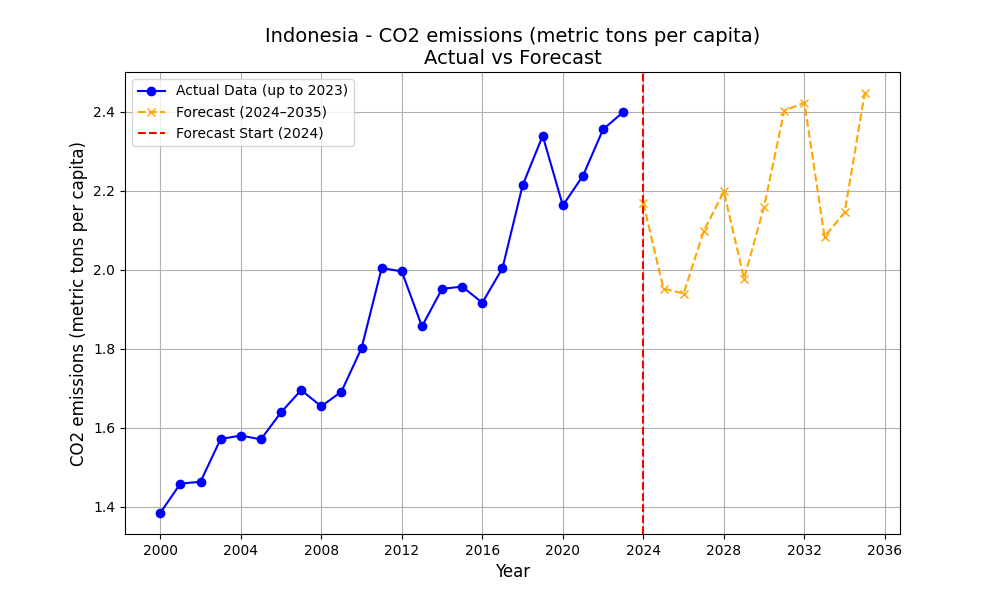 Indonesia - CO2 emissions (metric tons per capita)
Actual vs Forecast
Actual Data (up to 2023)
Forecast (2024–2035)
Forecast Start (2024)
CO2 emissions (metric tons per capita)
2.4
2.2
2.0
1.8
1.6
1.4
2000 2004 2008 2012 2016 2020 2024 2028 2032 2036
Year